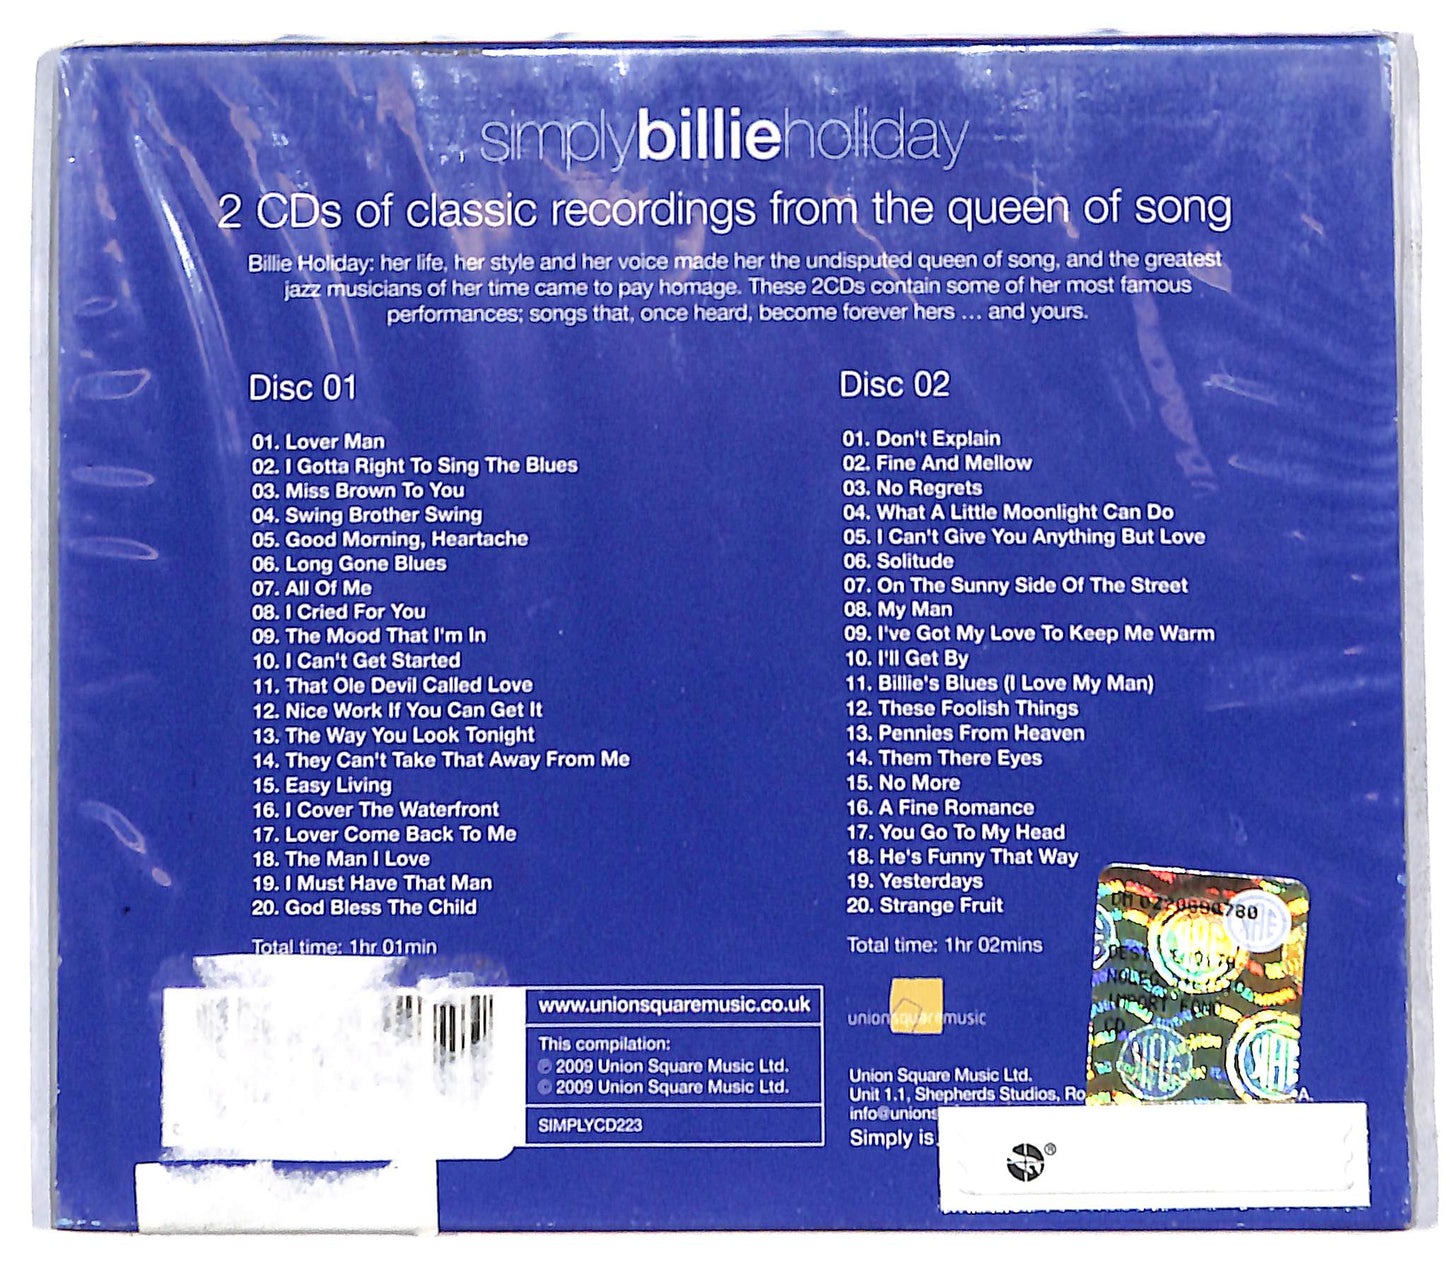 simplybillieholiday
2 CDs of classic recordings from the queen of song
Billie Holiday: her life, her style and her voice made her the undisputed queen of song, and the greatest
jazz musicians of her time came to pay homage. These 2CDs contain some of her most famous
performances; songs that, once heard, become forever hers ... and yours.
Disc 01
01. Lover Man
02. I Gotta Right To Sing The Blues
03. Miss Brown To You
04. Swing Brother Swing
05. Good Morning, Heartache
06. Long Gone Blues
07. All Of Me
08. I Cried For You
09. The Mood That I'm In
10. I Can't Get Started
11. That Ole Devil Called Love
12. Nice Work If You Can Get It
13. The Way You Look Tonight
14. They Can't Take That Away From Me
15. Easy Living
16. I Cover The Waterfront
17. Lover Come Back To Me
18. The Man I Love
19. I Must Have That Man
20. God Bless The Child
Total time: 1hr 01min
Disc 02
01. Don't Explain
02. Fine And Mellow
03. No Regrets
04. What A Little Moonlight Can Do
05. I Can't Give You Anything But Love
06. Solitude
07. On The Sunny Side Of The Street
08. My Man
09. I've Got My Love To Keep Me Warm
10. I'll Get By
11. Billie's Blues (I Love My Man)
12. These Foolish Things
13. Pennies From Heaven
14. Them There Eyes
15. No More
16. A Fine Romance
17. You Go To My Head
18. He's Funny That Way
19. Yesterdays
20. Strange Fruit
Total time: 1hr 02mins
www.unionsquaremusic.co.uk
This compilation:
℗ 2009 Union Square Music Ltd.
© 2009 Union Square Music Ltd.
SIMPLYCD223
unionsquaremusic
Union Square Music Ltd.
Unit 1.1, Shepherds Studios, Ro
info@unions
Simply is
SIAE
CD
®